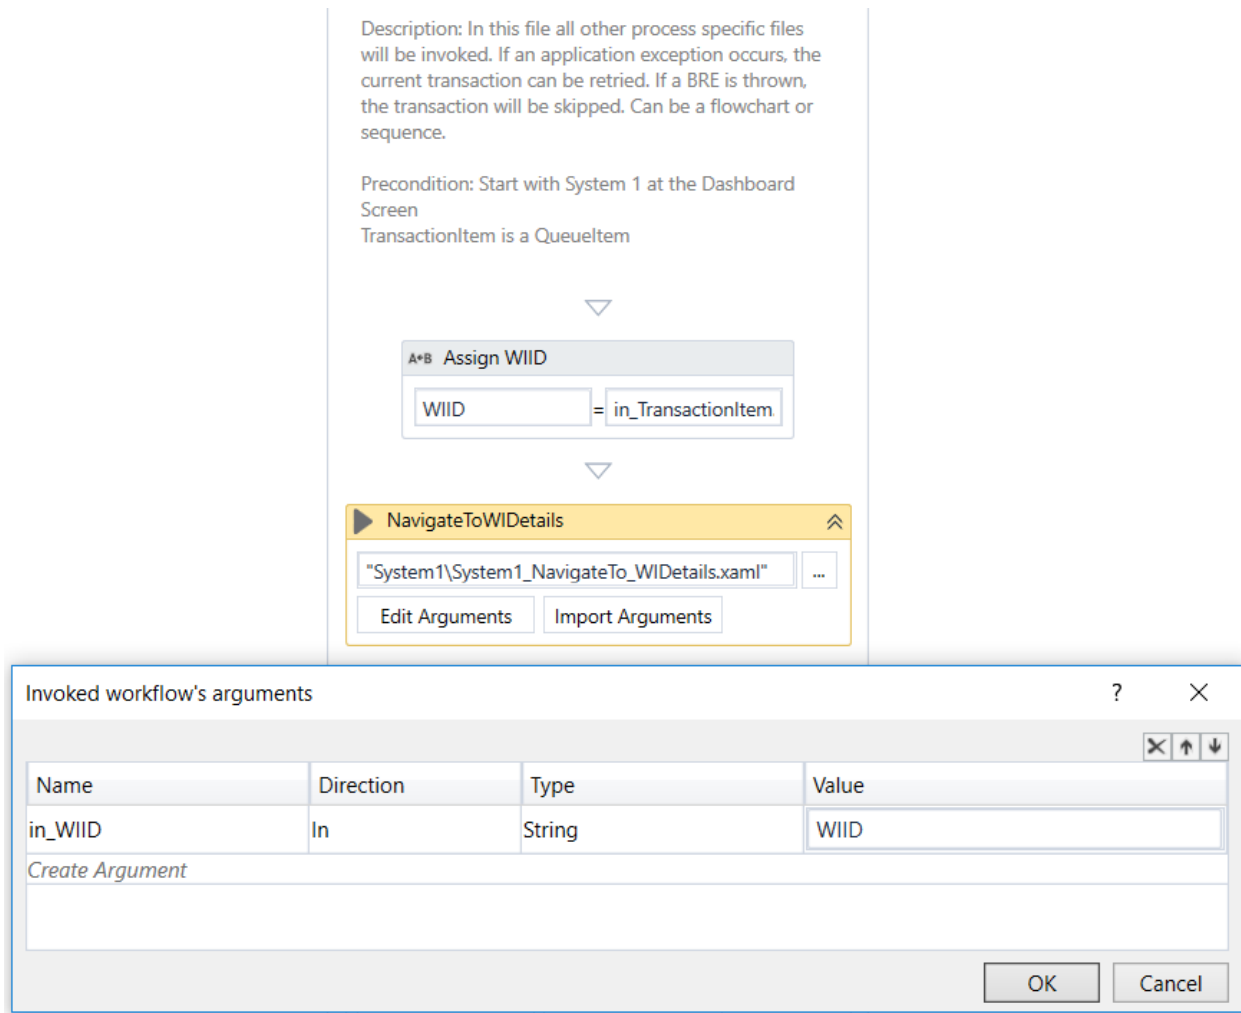 Description: In this file all other process specific files
will be invoked. If an application exception occurs, the
current transaction can be retried. If a BRE is thrown,
the transaction will be skipped. Can be a flowchart or
sequence.
Precondition: Start with System 1 at the Dashboard
Screen
TransactionItem is a QueueItem
A+B Assign WIID
WIID = in_TransactionItem.
NavigateToWIDetails
"System1\System1_NavigateTo_WIDetails.xaml" ...
Edit Arguments Import Arguments
Invoked workflow's arguments ?
Name Direction Type Value
in_WIID In String WIID
Create Argument
OK Cancel